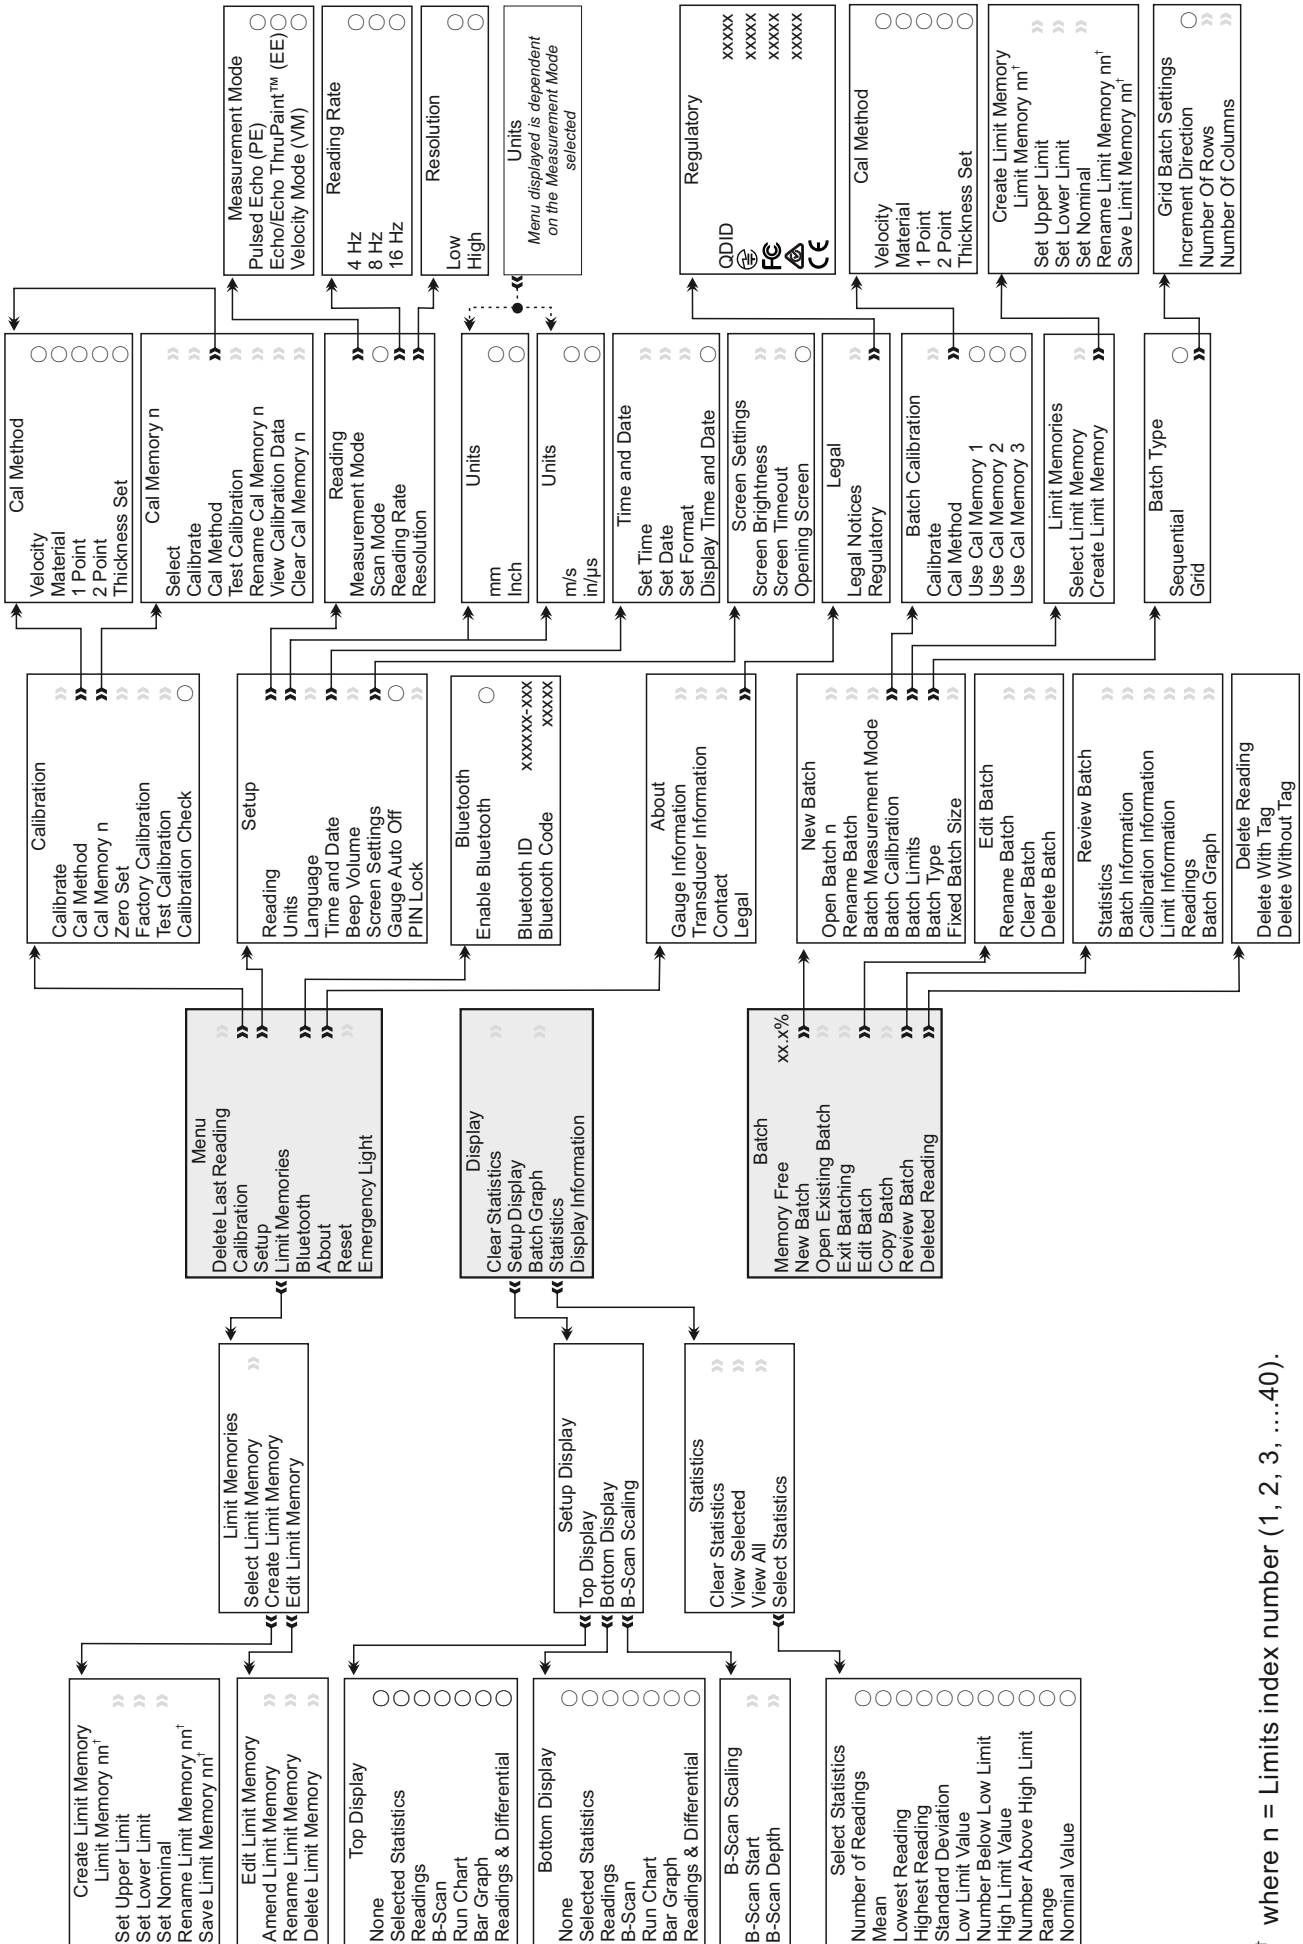 Create Limit Memory
Limit Memory nn†
Set Upper Limit
Set Lower Limit
Set Nominal
Rename Limit Memory nn†
Save Limit Memory nn†
Edit Limit Memory
Amend Limit Memory
Rename Limit Memory
Delete Limit Memory
Top Display
None
Selected Statistics
Readings
B-Scan
Run Chart
Bar Graph
Readings & Differential
Bottom Display
None
Selected Statistics
Readings
B-Scan
Run Chart
Bar Graph
Readings & Differential
B-Scan Scaling
B-Scan Start
B-Scan Depth
Select Statistics
Number of Readings
Mean
Lowest Reading
Highest Reading
Standard Deviation
Low Limit Value
Number Below Low Limit
High Limit Value
Number Above High Limit
Range
Nominal Value
Limit Memories
Select Limit Memory
Create Limit Memory
Edit Limit Memory
Setup Display
Top Display
Bottom Display
B-Scan Scaling
Statistics
Clear Statistics
View Selected
View All
Select Statistics
Menu
Delete Last Reading
Calibration
Setup
Limit Memories
Bluetooth
About
Reset
Emergency Light
Display
Clear Statistics
Setup Display
Batch Graph
Statistics
Display Information
Batch
Memory Free xx.x%
New Batch
Open Existing Batch
Exit Batching
Edit Batch
Copy Batch
Review Batch
Deleted Reading
Calibration
Calibrate
Cal Method
Cal Memory n
Zero Set
Factory Calibration
Test Calibration
Calibration Check
Setup
Reading
Units
Language
Time and Date
Beep Volume
Screen Settings
Gauge Auto Off
PIN Lock
Bluetooth
Enable Bluetooth
Bluetooth ID xxxxxx-xxx
Bluetooth Code xxxxx
About
Gauge Information
Transducer Information
Contact
Legal
New Batch
Open Batch n
Rename Batch
Batch Measurement Mode
Batch Calibration
Batch Limits
Batch Type
Fixed Batch Size
Edit Batch
Rename Batch
Clear Batch
Delete Batch
Review Batch
Statistics
Batch Information
Calibration Information
Limit Information
Readings
Batch Graph
Delete Reading
Delete With Tag
Delete Without Tag
Cal Method
Velocity
Material
1 Point
2 Point
Thickness Set
Cal Memory n
Select
Calibrate
Cal Method
Test Calibration
Rename Cal Memory n
View Calibration Data
Clear Cal Memory n
Reading
Measurement Mode
Scan Mode
Reading Rate
Resolution
Units
mm
Inch
Units
m/s
in/µs
Time and Date
Set Time
Set Date
Set Format
Display Time and Date
Screen Settings
Screen Brightness
Screen Timeout
Opening Screen
Legal
Legal Notices
Regulatory
Batch Calibration
Calibrate
Cal Method
Use Cal Memory 1
Use Cal Memory 2
Use Cal Memory 3
Limit Memories
Select Limit Memory
Create Limit Memory
Batch Type
Sequential
Grid
Measurement Mode
Pulsed Echo (PE)
Echo/Echo ThruPaint™ (EE)
Velocity Mode (VM)
Reading Rate
4 Hz
8 Hz
16 Hz
Resolution
Low
High
Units
Menu displayed is dependent
on the Measurement Mode
selected
Regulatory
QDID xxxxx
xxxxx
FC xxxxx
CE xxxxx
Cal Method
Velocity
Material
1 Point
2 Point
Thickness Set
Create Limit Memory
Limit Memory nn†
Set Upper Limit
Set Lower Limit
Set Nominal
Rename Limit Memory nn†
Save Limit Memory nn†
Grid Batch Settings
Increment Direction
Number Of Rows
Number Of Columns
† where n = Limits index number (1, 2, 3, ....40).